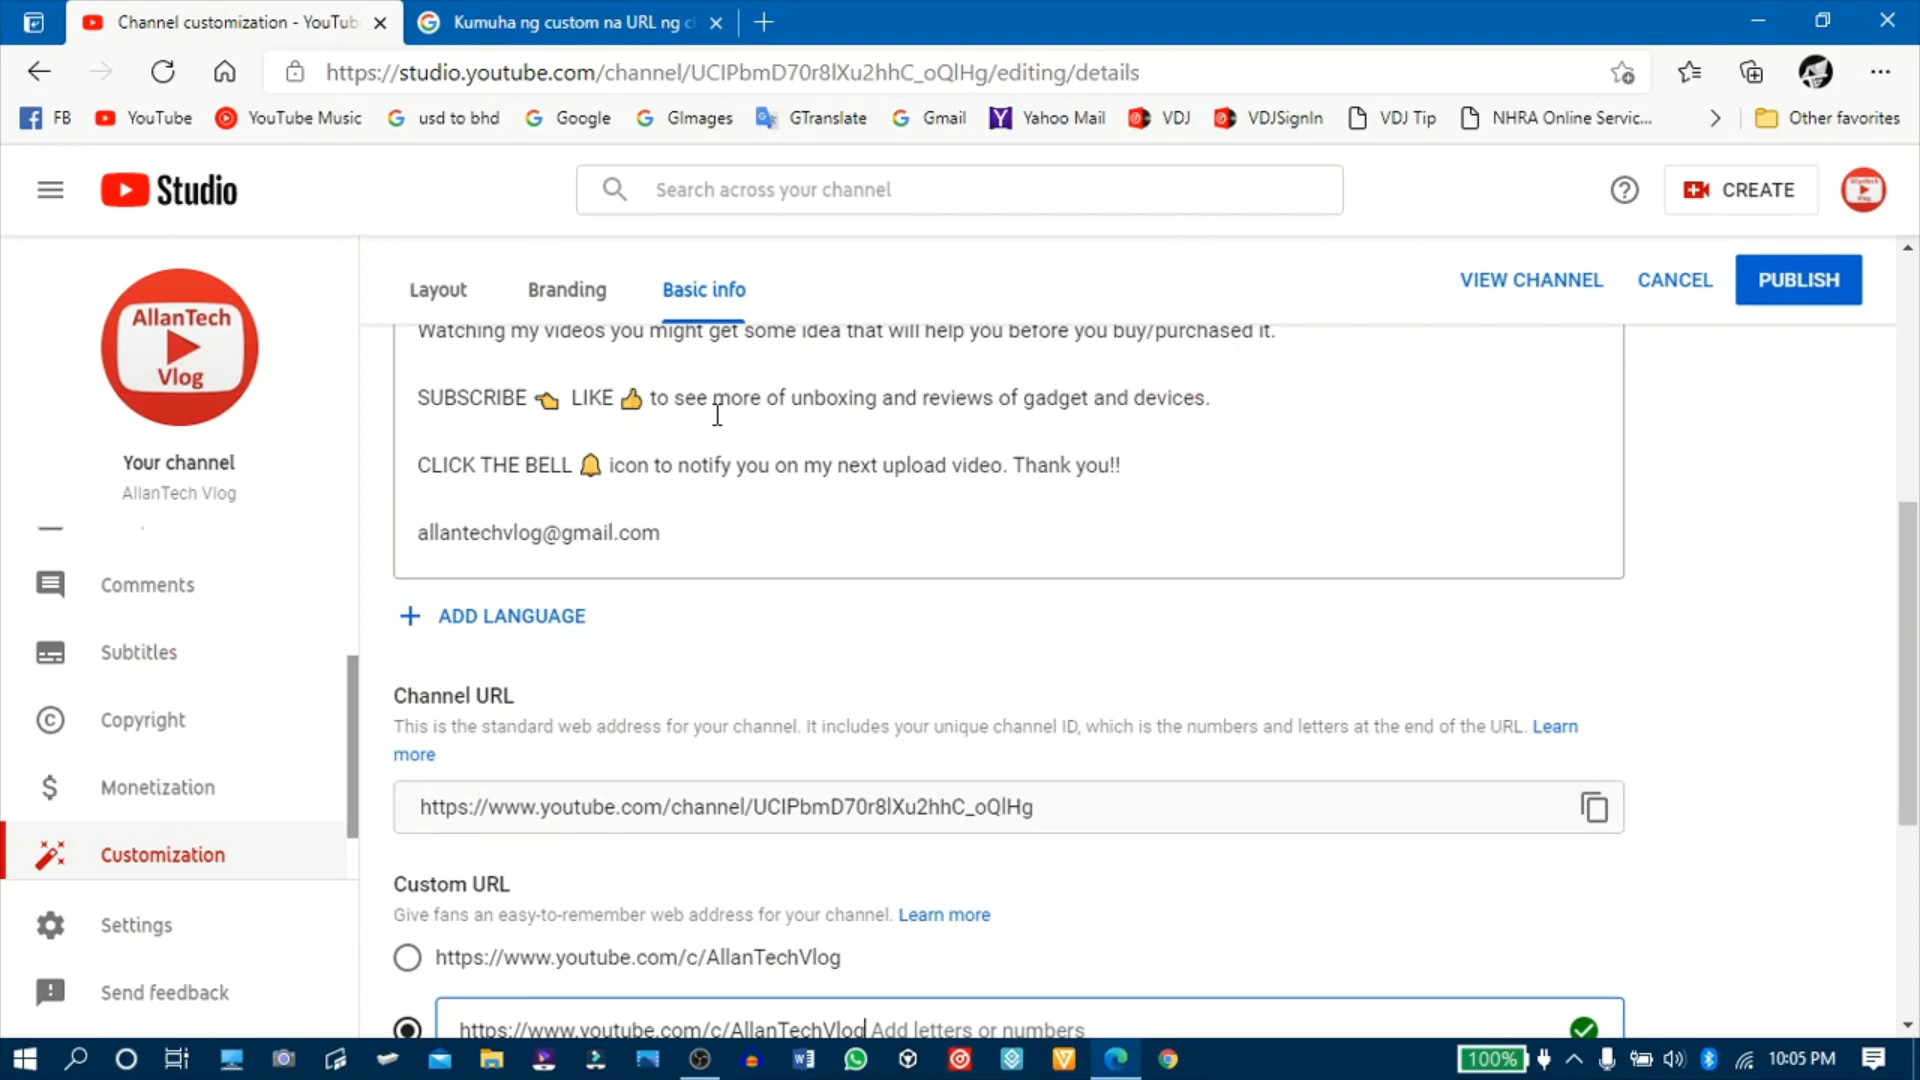 Channel customization - YouTub
Kumuha ng custom na URL ng c
https://studio.youtube.com/channel/UCIPbmD70r8lXu2hhC_oQlHg/editing/details
FB
YouTube
YouTube Music
usd to bhd
Google
GImages
GTranslate
Gmail
Yahoo Mail
VDJ
VDJSignIn
VDJ Tip
NHRA Online Servic...
Other favorites
Studio
Search across your channel
CREATE
AllanTech
Vlog
Your channel
AllanTech Vlog
Comments
Subtitles
Copyright
Monetization
Customization
Settings
Send feedback
Layout
Branding
Basic info
VIEW CHANNEL
CANCEL
PUBLISH
Watching my videos you might get some idea that will help you before you buy/purchased it.
SUBSCRIBE 👈 LIKE 👍 to see more of unboxing and reviews of gadget and devices.
CLICK THE BELL 🔔 icon to notify you on my next upload video. Thank you!!
allantechvlog@gmail.com
ADD LANGUAGE
Channel URL
This is the standard web address for your channel. It includes your unique channel ID, which is the numbers and letters at the end of the URL. Learn
more
https://www.youtube.com/channel/UCIPbmD70r8lXu2hhC_oQlHg
Custom URL
Give fans an easy-to-remember web address for your channel. Learn more
https://www.youtube.com/c/AllanTechVlog
https://www.youtube.com/c/AllanTechVlog Add letters or numbers
100%
10:05 PM